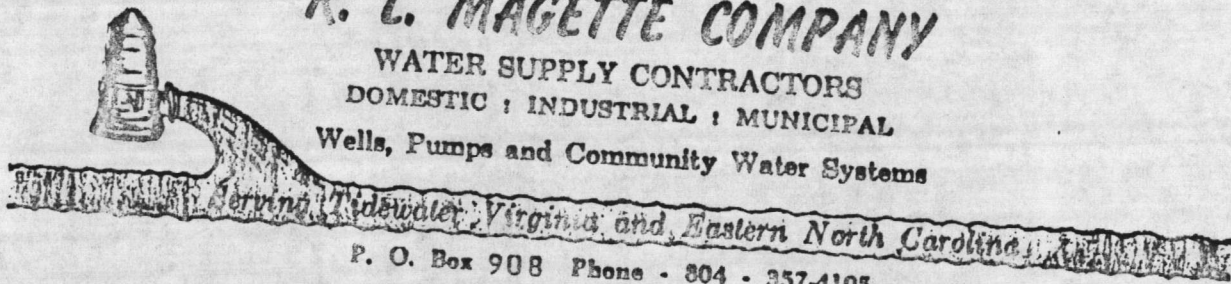 R. L. MAGETTE COMPANY
WATER SUPPLY CONTRACTORS
DOMESTIC : INDUSTRIAL : MUNICIPAL
Wells, Pumps and Community Water Systems
Serving Tidewater Virginia and Eastern North Carolina
P. O. Box 908 Phone - 804 -